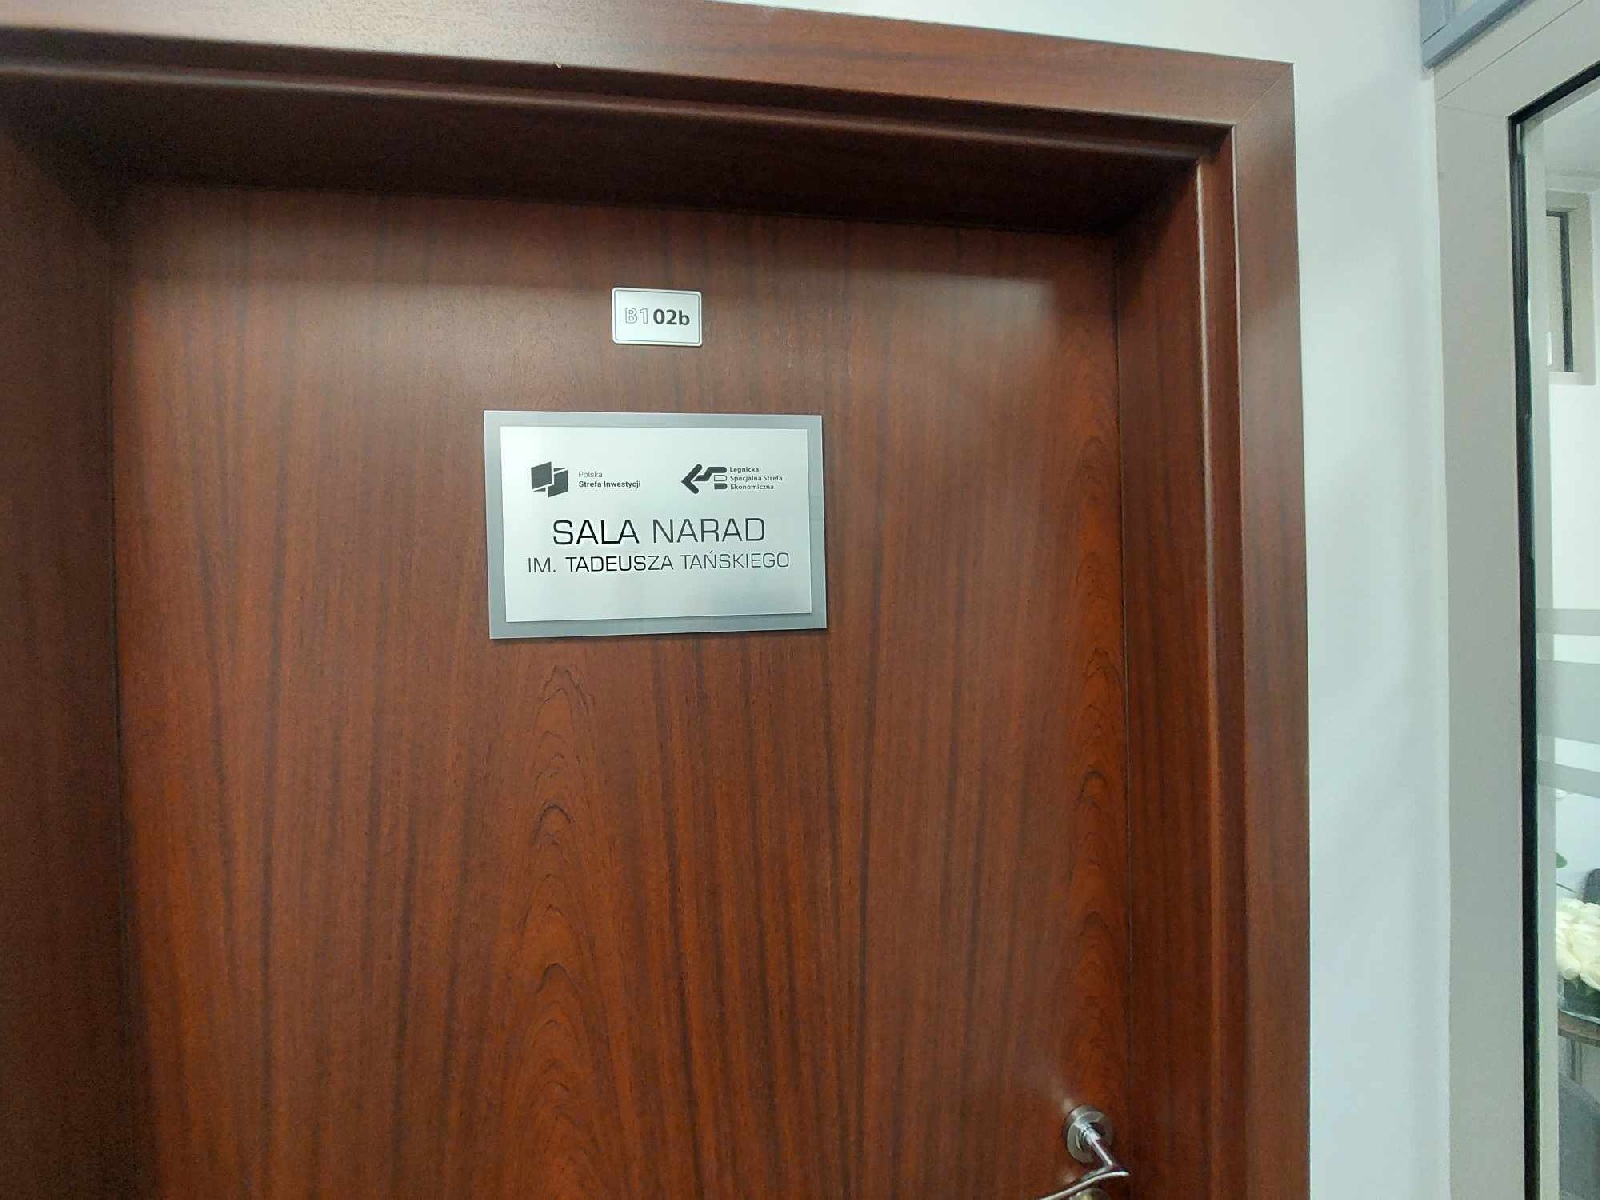 B102b
Polska
Strefa Inwestycji
Legnicka
Specjalna Strefa
Ekonomiczna
SALA NARAD
IM. TADEUSZA TAŃSKIEGO